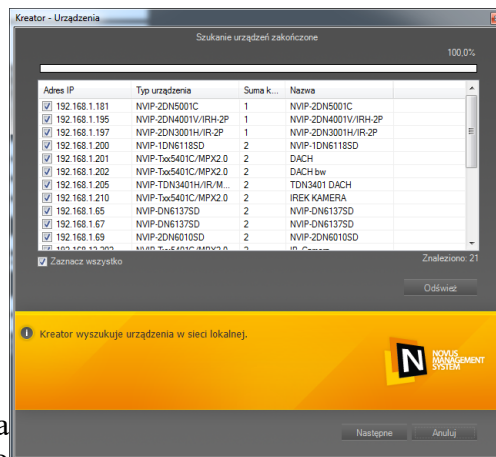 Kreator - Urządzenia
Szukanie urządzeń zakończone
100.0%
Adres IP Typ urządzenia Suma k... Nazwa
192.168.1.181 NVIP-2DN5001C 1 NVIP-2DN5001C
192.168.1.195 NVIP-2DN4001V/IRH-2P 1 NVIP-2DN4001V/IRH-2P
192.168.1.197 NVIP-2DN3001H/IR-2P 1 NVIP-2DN3001H/IR-2P
192.168.1.200 NVIP-1DN6118SD 2 NVIP-1DN6118SD
192.168.1.201 NVIP-Txx5401C/MPX2.0 2 DACH
192.168.1.202 NVIP-Txx5401C/MPX2.0 2 DACH bw
192.168.1.205 NVIP-TDN3401H/IR/M... 2 TDN3401 DACH
192.168.1.210 NVIP-Txx5401C/MPX2.0 2 IREK KAMERA
192.168.1.65 NVIP-DN6137SD 2 NVIP-DN6137SD
192.168.1.67 NVIP-DN6137SD 2 NVIP-DN6137SD
192.168.1.69 NVIP-2DN6010SD 2 NVIP-2DN6010SD
Zaznacz wszystko
Znaleziono: 21
Odśwież
Kreator wyszukuje urządzenia w sieci lokalnej.
N NOVUS
MANAGEMENT
SYSTEM
a
Następne Anuluj